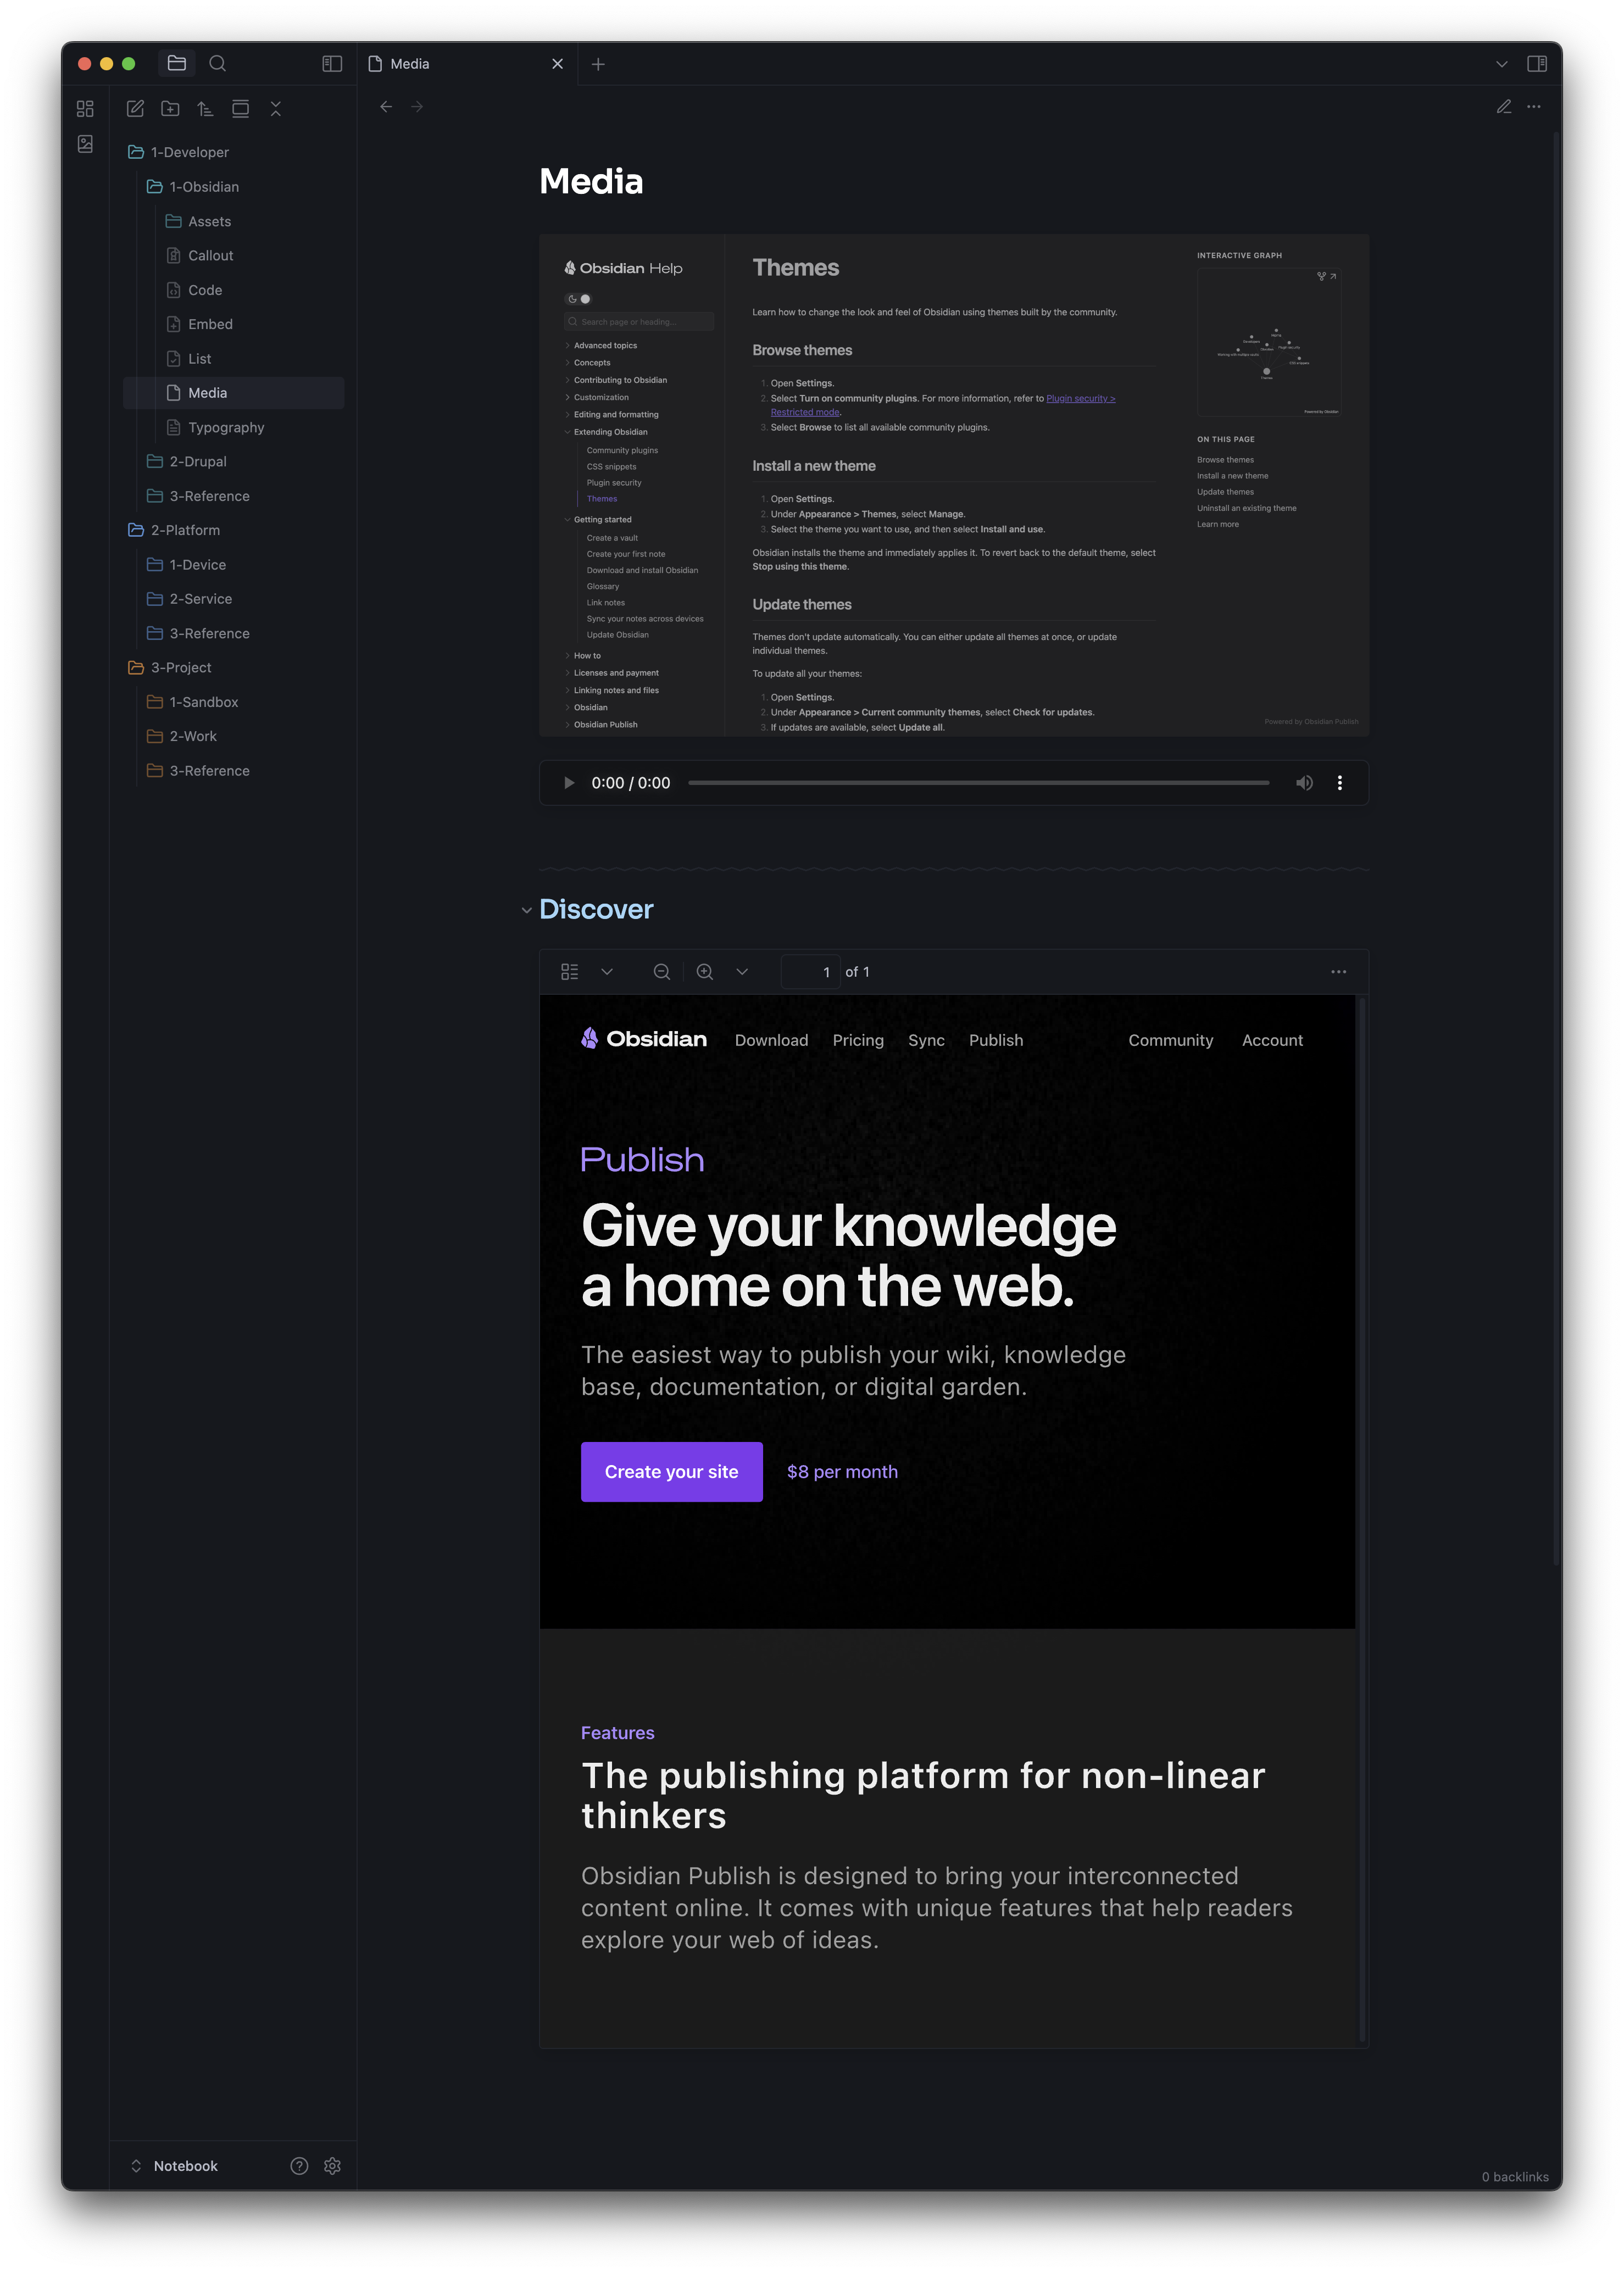 Media
1-Developer
1-Obsidian
Assets
Callout
Code
Embed
List
Media
Typography
2-Drupal
3-Reference
2-Platform
1-Device
2-Service
3-Reference
3-Project
1-Sandbox
2-Work
3-Reference
Notebook
Media
Obsidian Help
Search page or heading...
Advanced topics
Concepts
Contributing to Obsidian
Customization
Editing and formatting
Extending Obsidian
Community plugins
CSS snippets
Plugin security
Themes
Getting started
Create a vault
Create your first note
Download and install Obsidian
Glossary
Link notes
Sync your notes across devices
Update Obsidian
How to
Licenses and payment
Linking notes and files
Obsidian
Obsidian Publish
Themes
Learn how to change the look and feel of Obsidian using themes built by the community.
Browse themes
1. Open Settings.
2. Select Turn on community plugins. For more information, refer to Plugin security >
Restricted mode.
3. Select Browse to list all available community plugins.
Install a new theme
1. Open Settings.
2. Under Appearance > Themes, select Manage.
3. Select the theme you want to use, and then select Install and use.
Obsidian installs the theme and immediately applies it. To revert back to the default theme, select
Stop using this theme.
Update themes
Themes don't update automatically. You can either update all themes at once, or update
individual themes.
To update all your themes:
1. Open Settings.
2. Under Appearance > Current community themes, select Check for updates.
3. If updates are available, select Update all.
INTERACTIVE GRAPH
Powered by Obsidian
ON THIS PAGE
Browse themes
Install a new theme
Update themes
Uninstall an existing theme
Learn more
Powered by Obsidian Publish
0:00 / 0:00
Discover
1 of 1
Obsidian Download Pricing Sync Publish Community Account
Publish
Give your knowledge
a home on the web.
The easiest way to publish your wiki, knowledge
base, documentation, or digital garden.
Create your site $8 per month
Features
The publishing platform for non-linear
thinkers
Obsidian Publish is designed to bring your interconnected
content online. It comes with unique features that help readers
explore your web of ideas.
0 backlinks